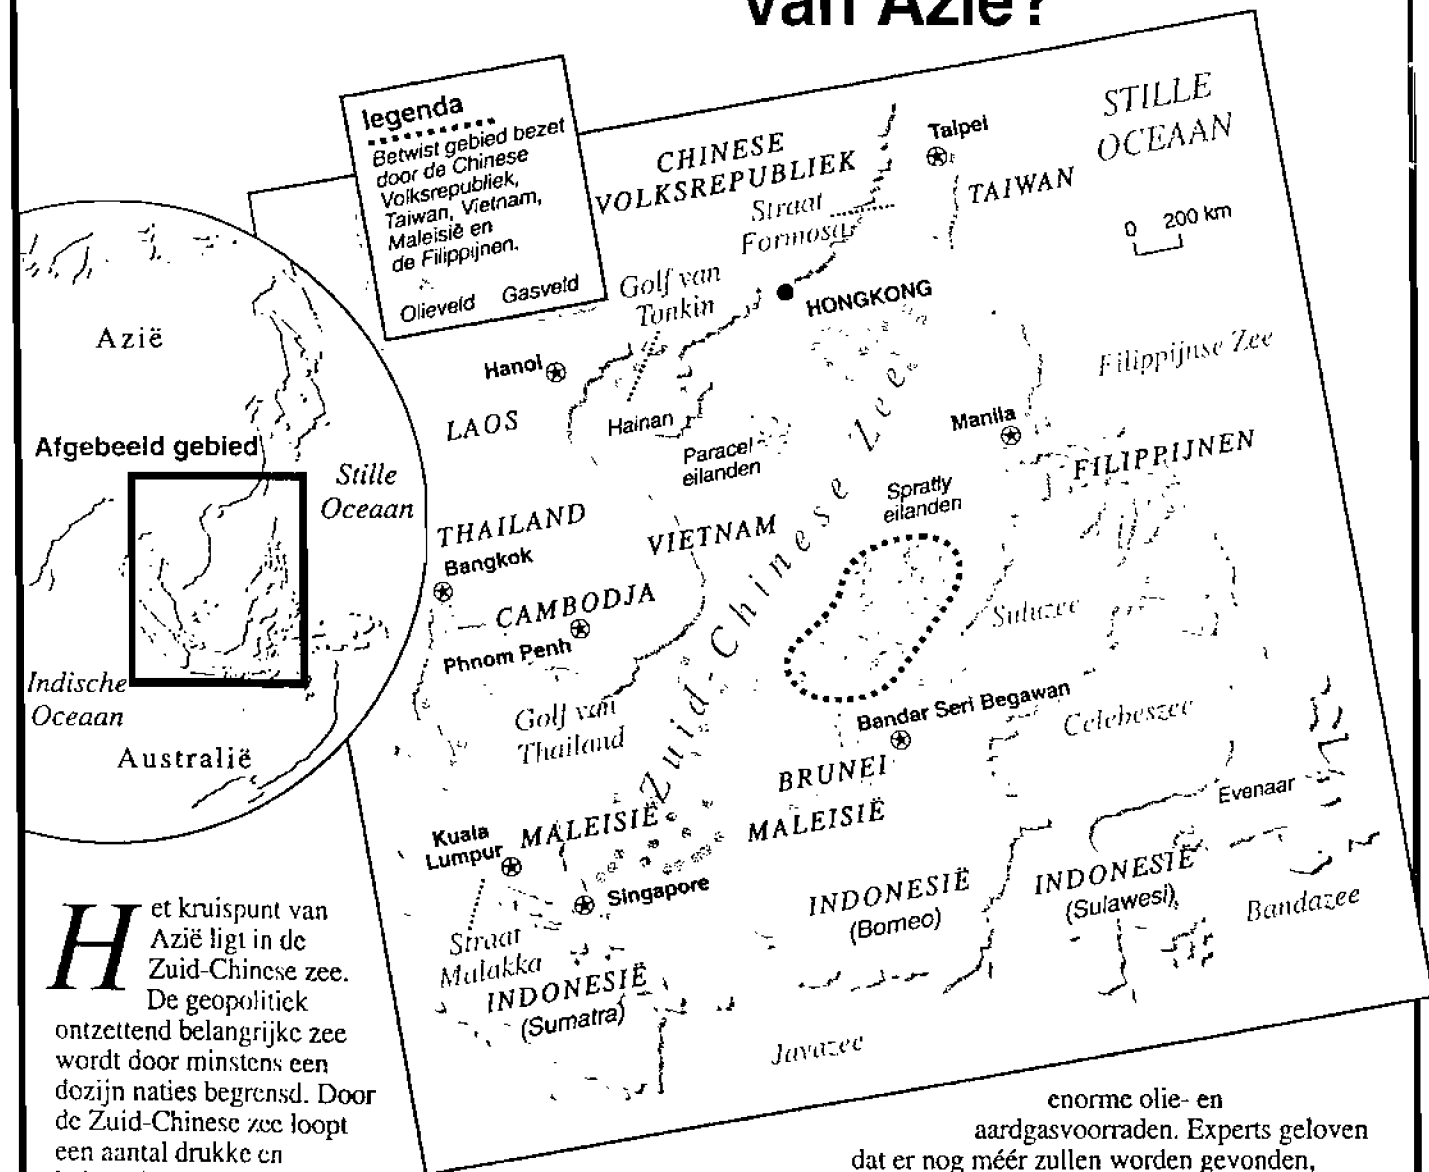 van Azië?
legenda
Betwist gebied bezet
door de Chinese
Volksrepubliek,
Taiwan, Vietnam,
Maleisië en
de Filippijnen.
Olieveld Gasveld
CHINESE
VOLKSREPUBLIEK
Straat
Formosa
Taipei
TAIWAN
STILLE
OCEAAN
0 200 km
Golf van
Tonkin
HONGKONG
Hanoi
LAOS
Hainan
Paracel
eilanden
Filippijnse Zee
Manila
FILIPPIJNEN
Spratly
eilanden
THAILAND
Bangkok
VIETNAM
CAMBODJA
Phnom Penh
Zuid-Chinese Zee
Suluzee
Golf van
Thailand
Bandar Seri Begawan
Celebeszee
BRUNEI
MALEISIË
Kuala
Lumpur
MALEISIË
Singapore
Evenaar
INDONESIË
(Borneo)
INDONESIË
(Sulawesi)
Bandazee
Straat
Malakka
INDONESIË
(Sumatra)
Javazee
Azië
Afgebeeld gebied
Stille
Oceaan
Indische
Oceaan
Australië
Het kruispunt van
Azië ligt in de
Zuid-Chinese zee.
De geopolitiek
ontzettend belangrijke zee
wordt door minstens een
dozijn naties begrensd. Door
de Zuid-Chinese zee loopt
een aantal drukke en
enorme olie- en
aardgasvoorraden. Experts geloven
dat er nog méér zullen worden gevonden,